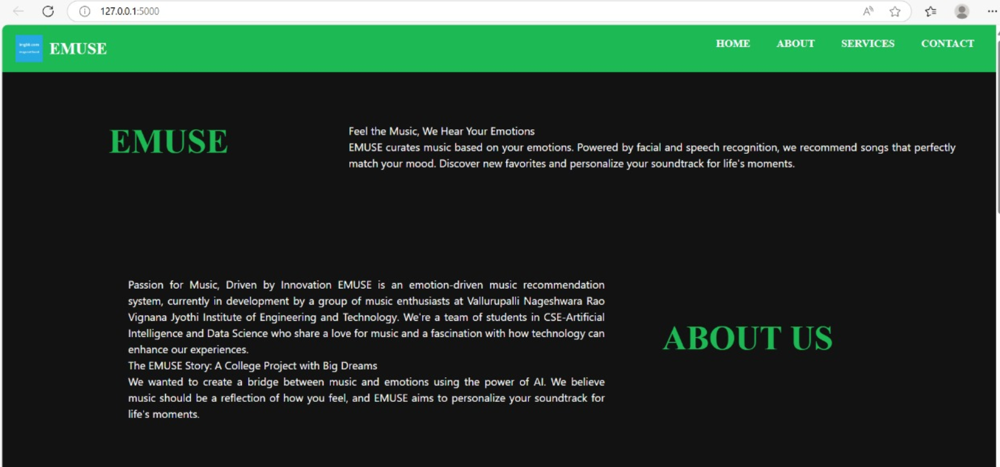 127.0.0.1:5000
EMUSE
HOME ABOUT SERVICES CONTACT
EMUSE
Feel the Music, We Hear Your Emotions
EMUSE curates music based on your emotions. Powered by facial and speech recognition, we recommend songs that perfectly
match your mood. Discover new favorites and personalize your soundtrack for life's moments.
Passion for Music, Driven by Innovation EMUSE is an emotion-driven music recommendation
system, currently in development by a group of music enthusiasts at Vallurupalli Nageshwara Rao
Vignana Jyothi Institute of Engineering and Technology. We're a team of students in CSE-Artificial
Intelligence and Data Science who share a love for music and a fascination with how technology can
enhance our experiences.
The EMUSE Story: A College Project with Big Dreams
We wanted to create a bridge between music and emotions using the power of AI. We believe
music should be a reflection of how you feel, and EMUSE aims to personalize your soundtrack for
life's moments.
ABOUT US